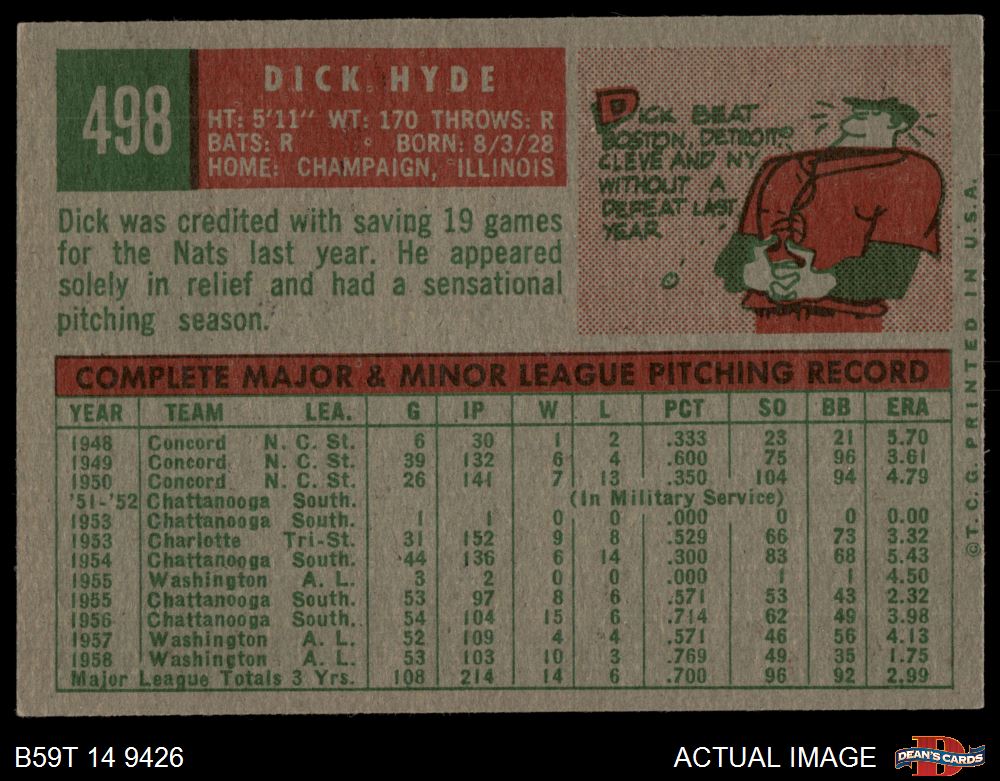 498
DICK HYDE
HT: 5'11" WT: 170 THROWS: R
BATS: R BORN: 8/3/28
HOME: CHAMPAIGN, ILLINOIS
Dick was credited with saving 19 games
for the Nats last year. He appeared
solely in relief and had a sensational
pitching season.
DICK BEAT
BOSTON, DETROIT,
CLEVE AND NY
WITHOUT A
DEFEAT LAST
YEAR
COMPLETE MAJOR & MINOR LEAGUE PITCHING RECORD
YEAR TEAM LEA. G IP W L PCT SO BB ERA
1948 Concord N. C. St. 6 30 1 2 .333 23 21 5.70
1949 Concord N. C. St. 39 132 6 4 .600 75 96 3.61
1950 Concord N. C. St. 26 141 7 13 .350 104 94 4.79
'51-'52 Chattanooga South. (In Military Service)
1953 Chattanooga South. 1 1 0 0 .000 0 0 0.00
1953 Charlotte Tri-St. 31 152 9 8 .529 66 73 3.32
1954 Chattanooga South. 44 136 6 14 .300 83 68 5.43
1955 Washington A. L. 3 2 0 0 .000 1 1 4.50
1955 Chattanooga South. 53 97 8 6 .571 53 43 2.32
1956 Chattanooga South. 54 104 15 6 .714 62 49 3.98
1957 Washington A. L. 52 109 4 4 .571 46 56 4.13
1958 Washington A. L. 53 103 10 3 .769 49 35 1.75
Major League Totals 3 Yrs. 108 214 14 6 .700 96 92 2.99
© T. C. G. PRINTED IN U.S.A.
B59T 14 9426
ACTUAL IMAGE
D
DEAN'S CARDS